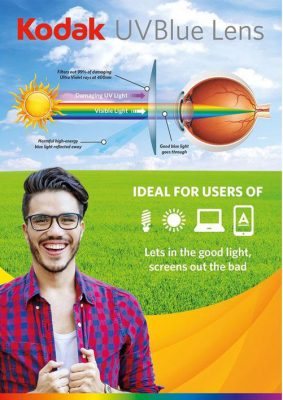 Kodak UVBlue Lens
Filters out 99% of damaging
Ultra Violet rays at 400nm
Damaging UV Light
Visible Light
Harmful high-energy
blue light reflected away
Good blue light
goes through
IDEAL FOR USERS OF
Lets in the good light,
screens out the bad